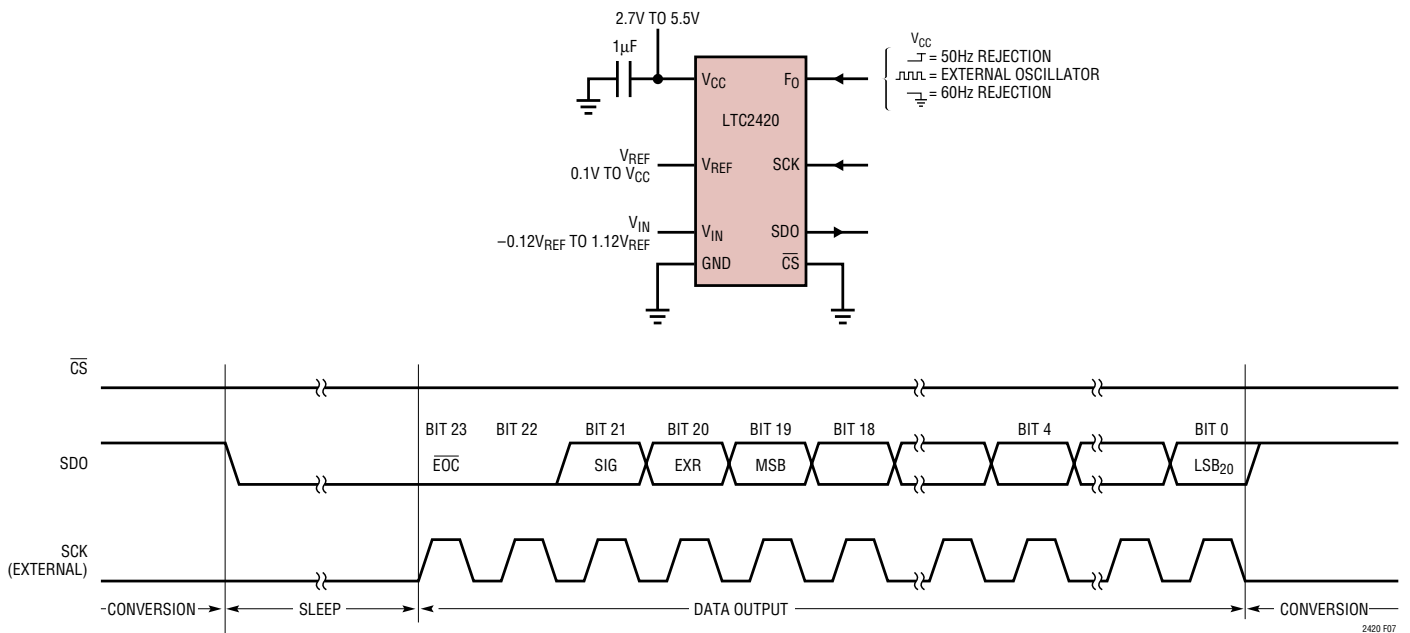 2.7V TO 5.5V
1µF
VCC
= 50Hz REJECTION
= EXTERNAL OSCILLATOR
= 60Hz REJECTION
VCC
FO
LTC2420
VREF
0.1V TO VCC
VREF
SCK
VIN
–0.12VREF TO 1.12VREF
VIN
SDO
GND
CS
CS
BIT 23 BIT 22 BIT 21 BIT 20 BIT 19 BIT 18 BIT 4 BIT 0
SDO
EOC SIG EXR MSB LSB20
SCK
(EXTERNAL)
CONVERSION SLEEP DATA OUTPUT CONVERSION
2420 F07